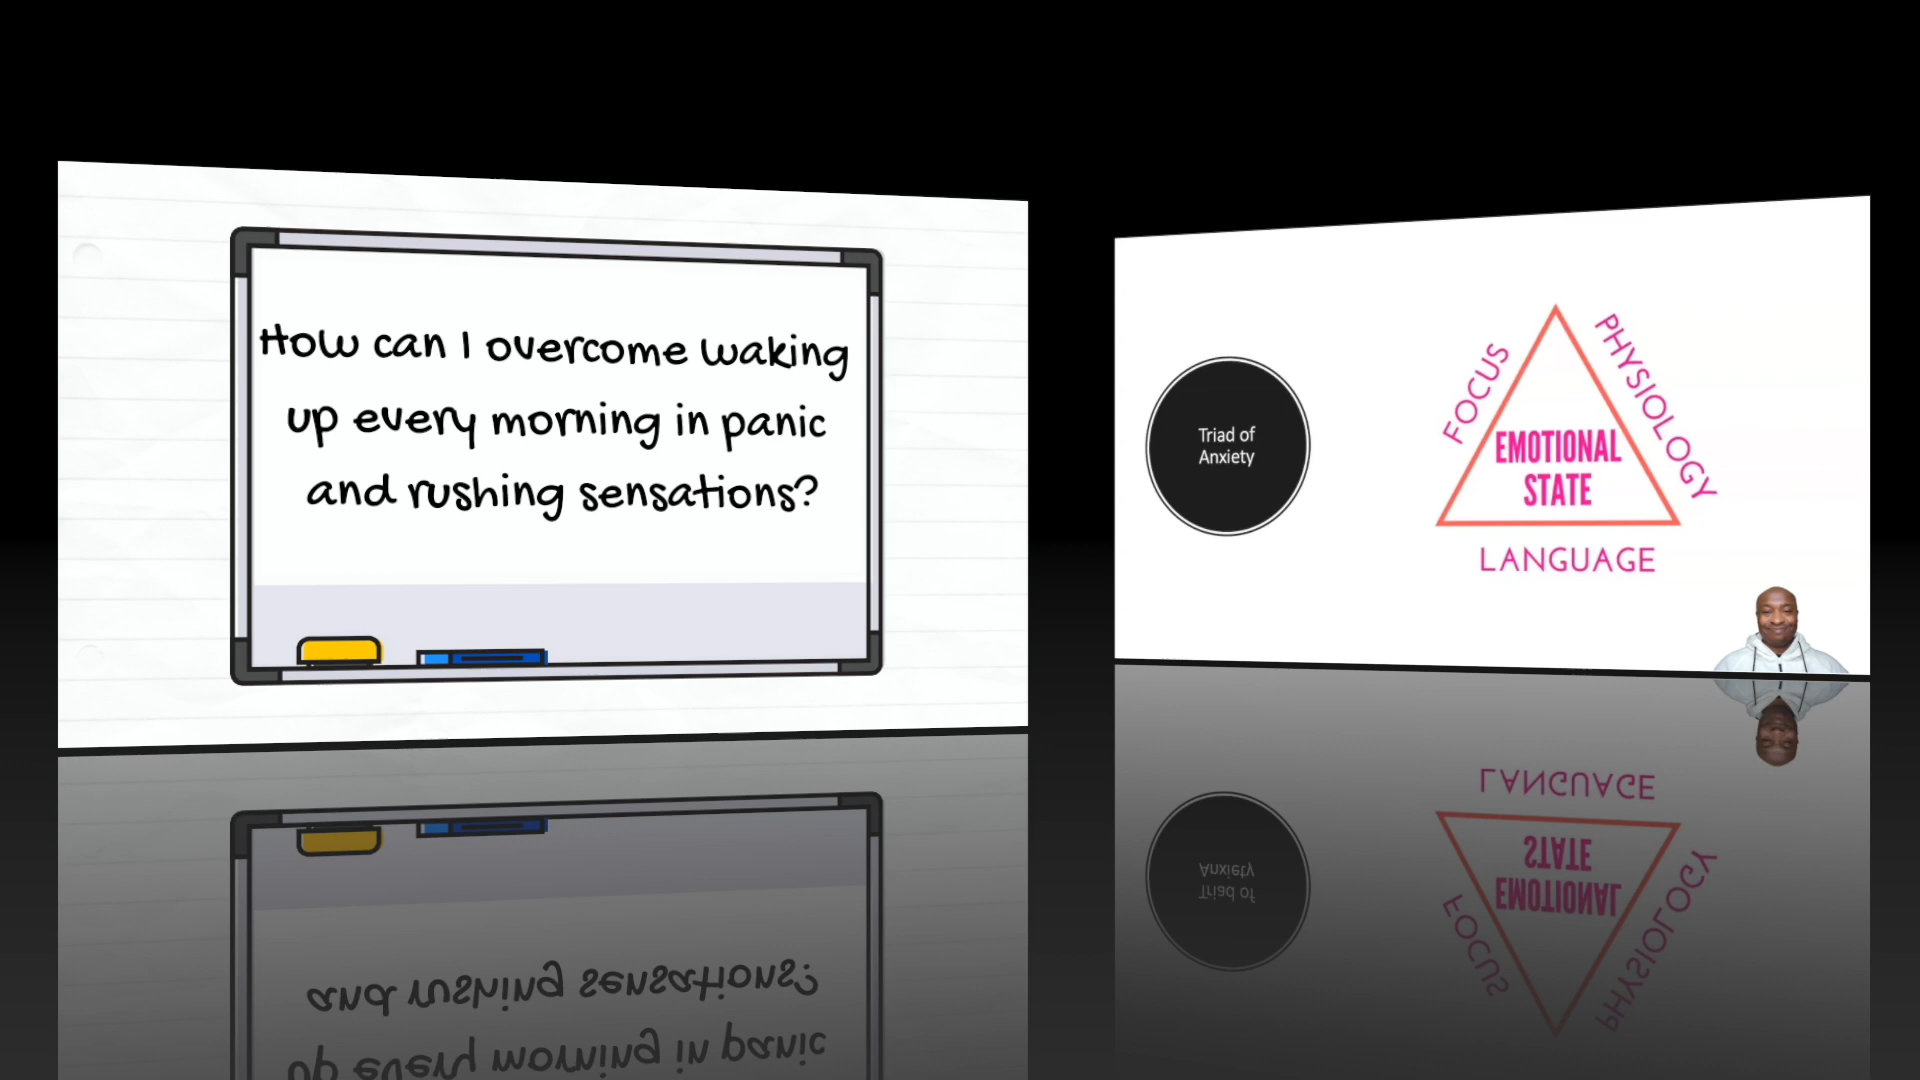 How can I overcome waking
up every morning in panic
and rushing sensations?
Triad of
Anxiety
FOCUS
PHYSIOLOGY
EMOTIONAL
STATE
LANGUAGE